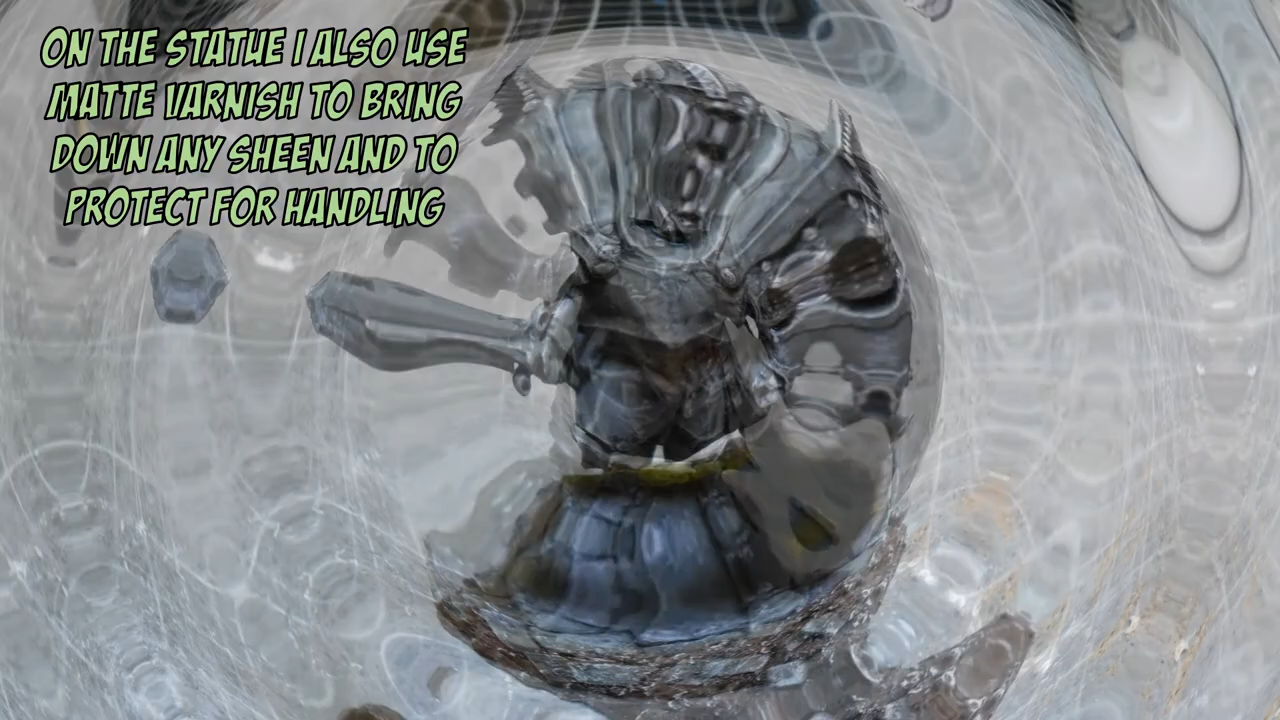 ON THE STATUE I ALSO USE
MATTE VARNISH TO BRING
DOWN ANY SHEEN AND TO
PROTECT FOR HANDLING